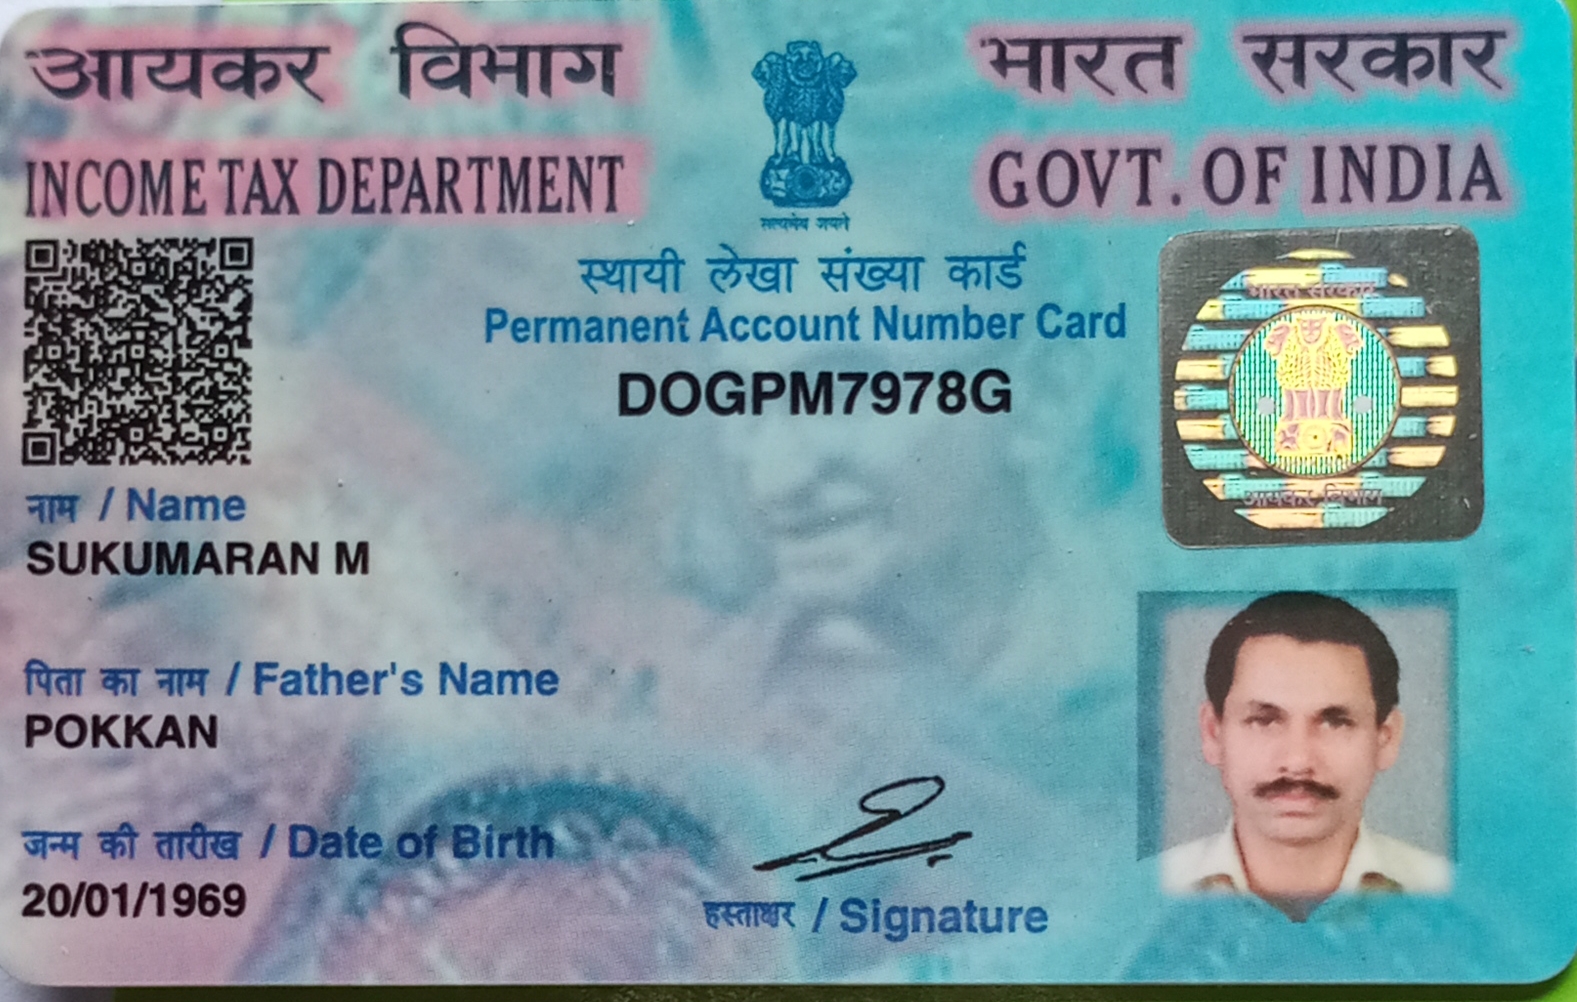 आयकर विभाग
INCOME TAX DEPARTMENT
सत्यमेव जयते
भारत सरकार
GOVT. OF INDIA
स्थायी लेखा संख्या कार्ड
Permanent Account Number Card
DOGPM7978G
भारत सरकार
आयकर विभाग
नाम / Name
SUKUMARAN M
पिता का नाम / Father's Name
POKKAN
जन्म की तारीख / Date of Birth
20/01/1969
हस्ताक्षर / Signature